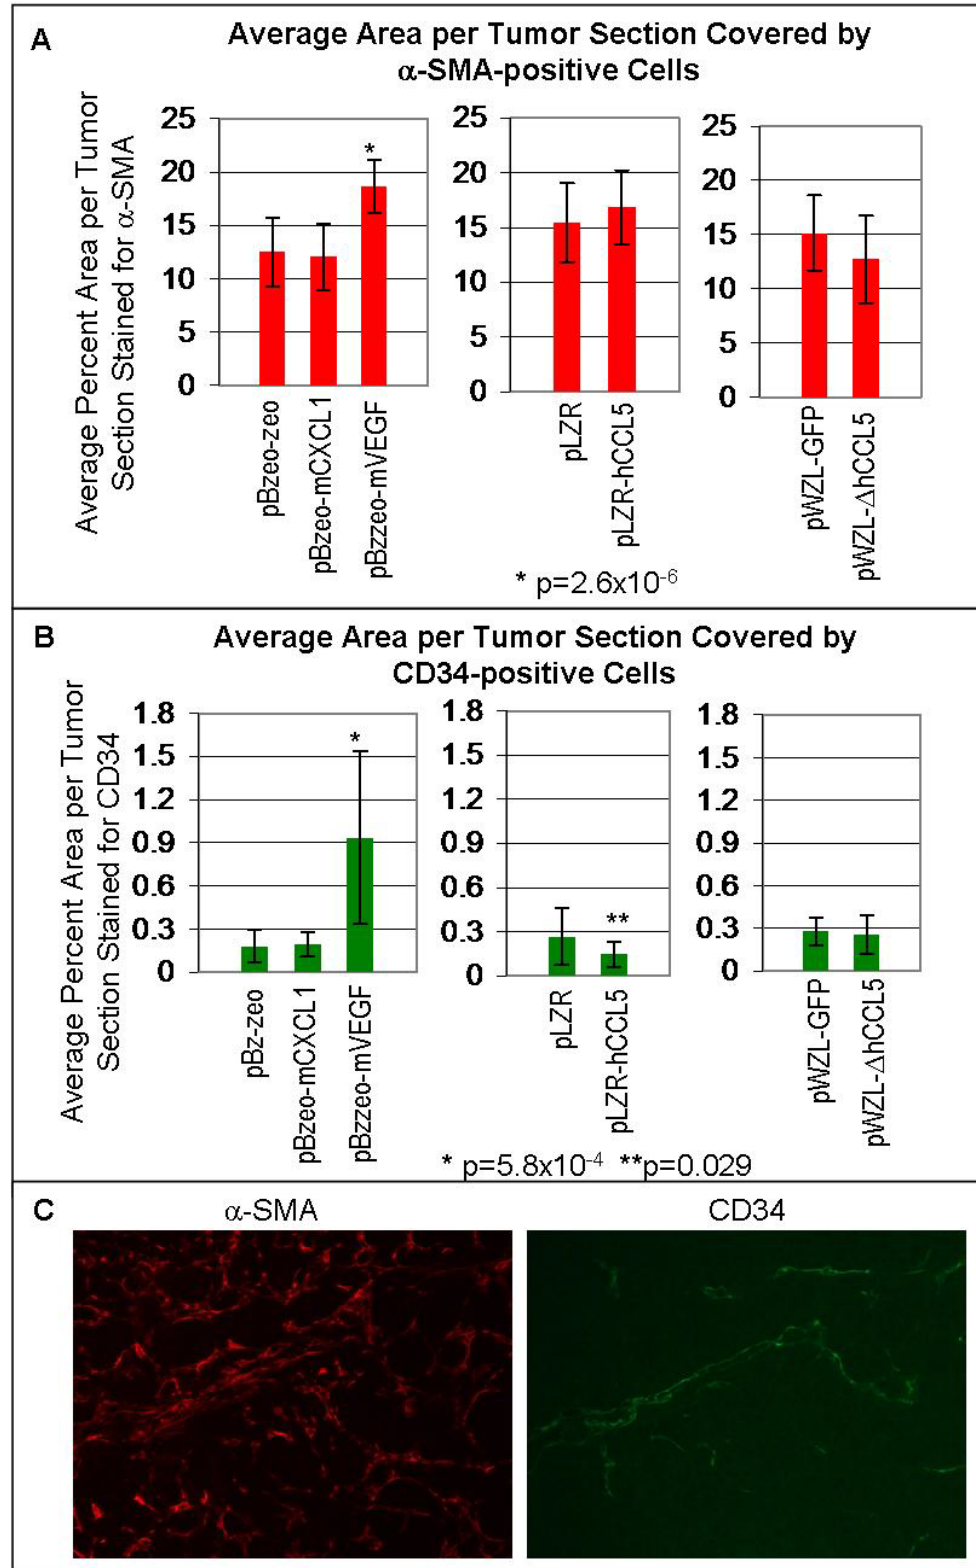 A
Average Area per Tumor Section Covered by
α-SMA-positive Cells
Average Percent Area per Tumor
Section Stained for α-SMA
25
20
15
10
5
0
pBzeo-zeo
pBzeo-mCXCL1
pBzzeo-mVEGF
*
25
20
15
10
5
0
pLZR
pLZR-hCCL5
25
20
15
10
5
0
pWZL-GFP
pWZL-ΔhCCL5
* p=2.6x10⁻⁶
B
Average Area per Tumor Section Covered by
CD34-positive Cells
Average Percent Area per Tumor
Section Stained for CD34
1.8
1.5
1.2
0.9
0.6
0.3
0
*
pBz-zeo
pBzeo-mCXCL1
pBzzeo-mVEGF
1.8
1.5
1.2
0.9
0.6
0.3
0
**
pLZR
pLZR-hCCL5
1.8
1.5
1.2
0.9
0.6
0.3
0
pWZL-GFP
pWZL-ΔhCCL5
* p=5.8x10⁻⁴ **p=0.029
C
α-SMA
CD34